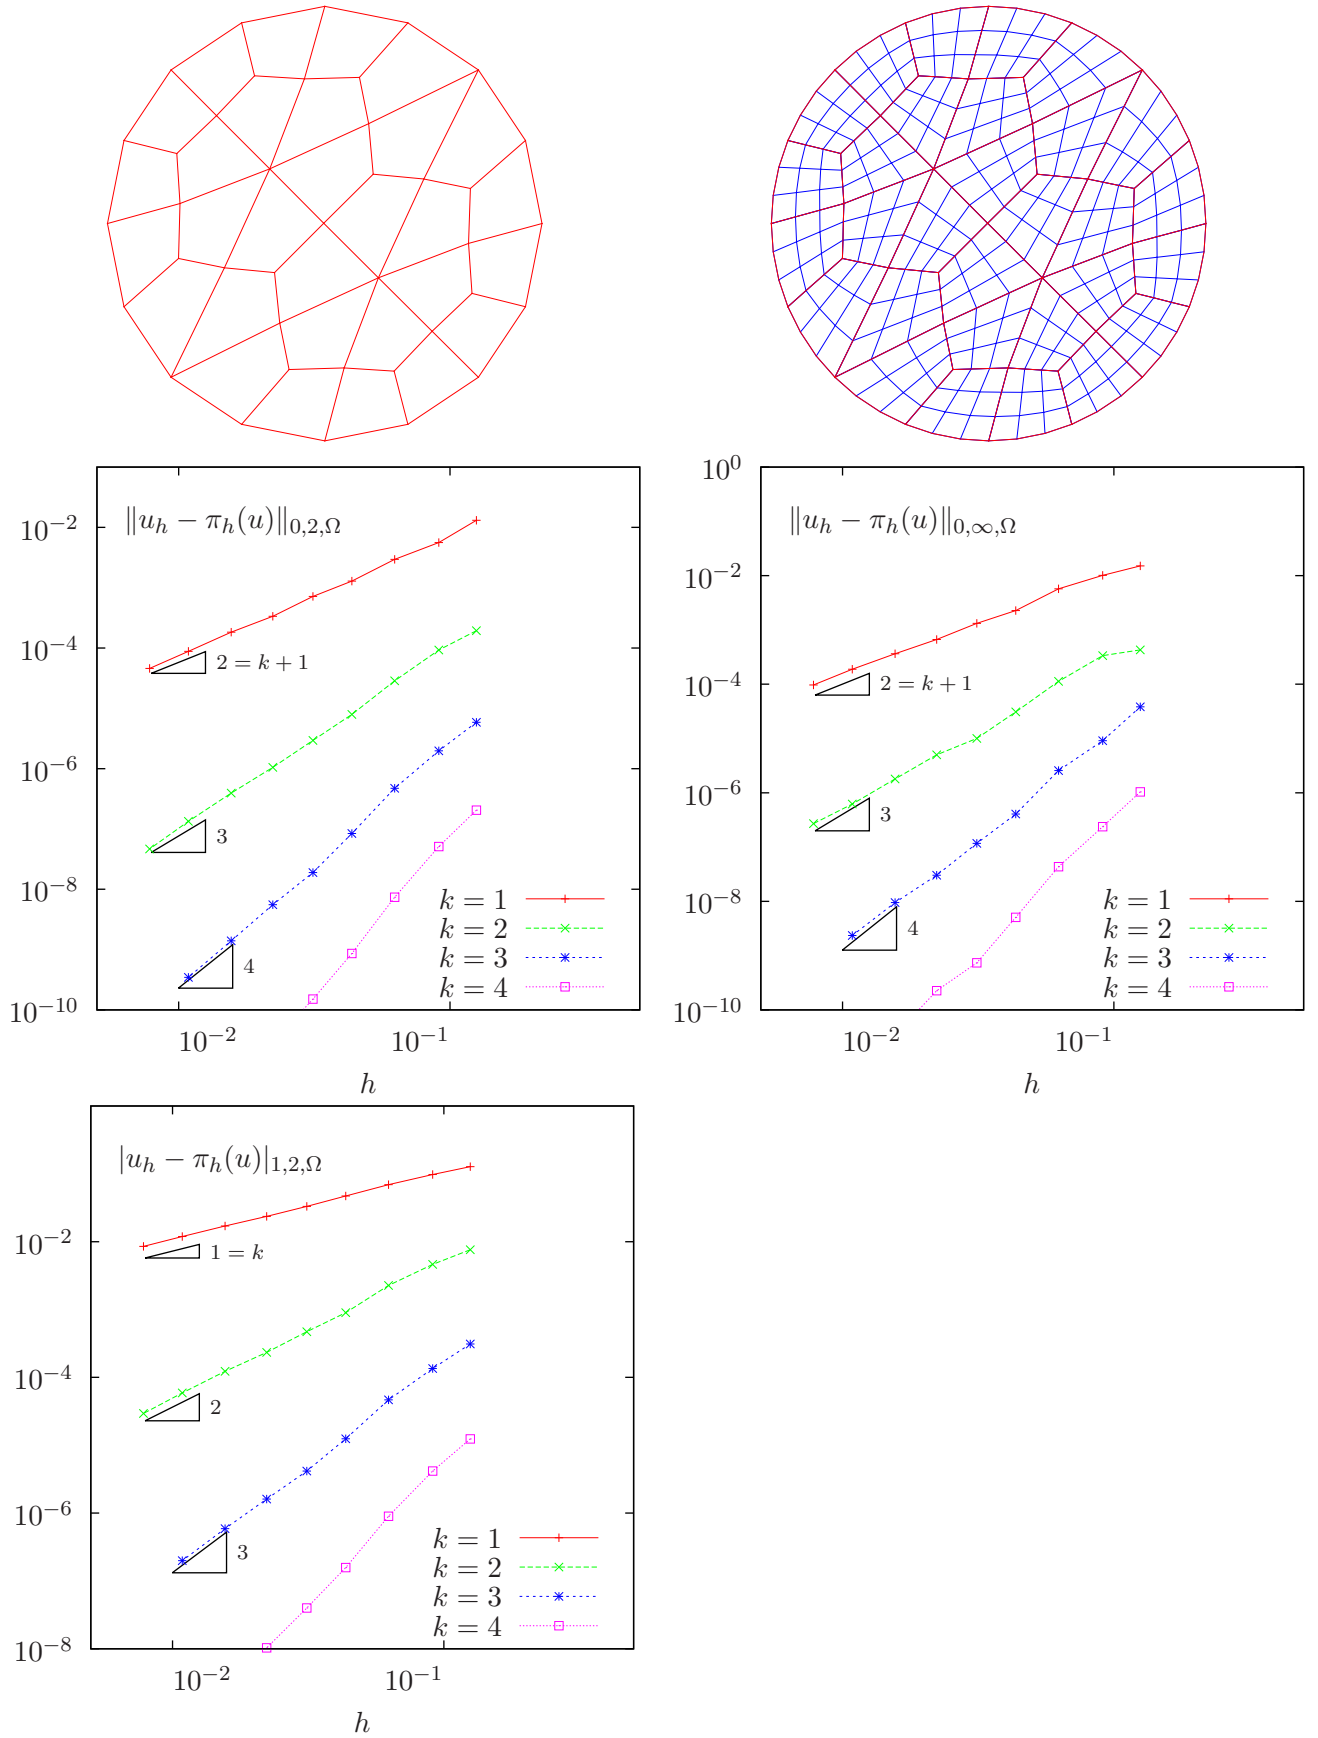 ‖u_h − π_h(u)‖_{0,2,Ω}
10^{−2}
10^{−4}
10^{−6}
10^{−8}
10^{−10}
2 = k + 1
3
4
k = 1
k = 2
k = 3
k = 4
10^{−2} 10^{−1}
h
‖u_h − π_h(u)‖_{0,∞,Ω}
10^{0}
10^{−2}
10^{−4}
10^{−6}
10^{−8}
10^{−10}
2 = k + 1
3
4
k = 1
k = 2
k = 3
k = 4
10^{−2} 10^{−1}
h
|u_h − π_h(u)|_{1,2,Ω}
10^{−2}
10^{−4}
10^{−6}
10^{−8}
1 = k
2
3
k = 1
k = 2
k = 3
k = 4
10^{−2} 10^{−1}
h